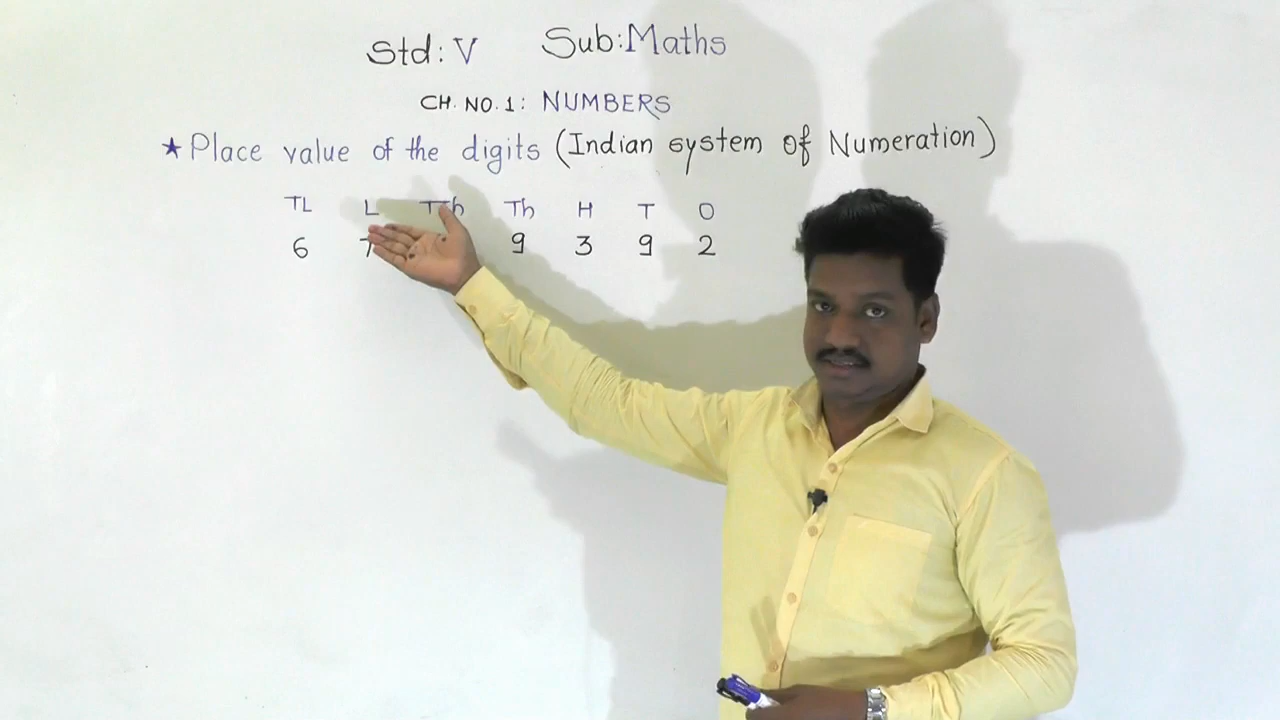 Std: V Sub: Maths
CH. NO. 1: NUMBERS
★ Place value of the digits (Indian system of Numeration)
TL L TTh Th H T O
6 7 9 3 9 2